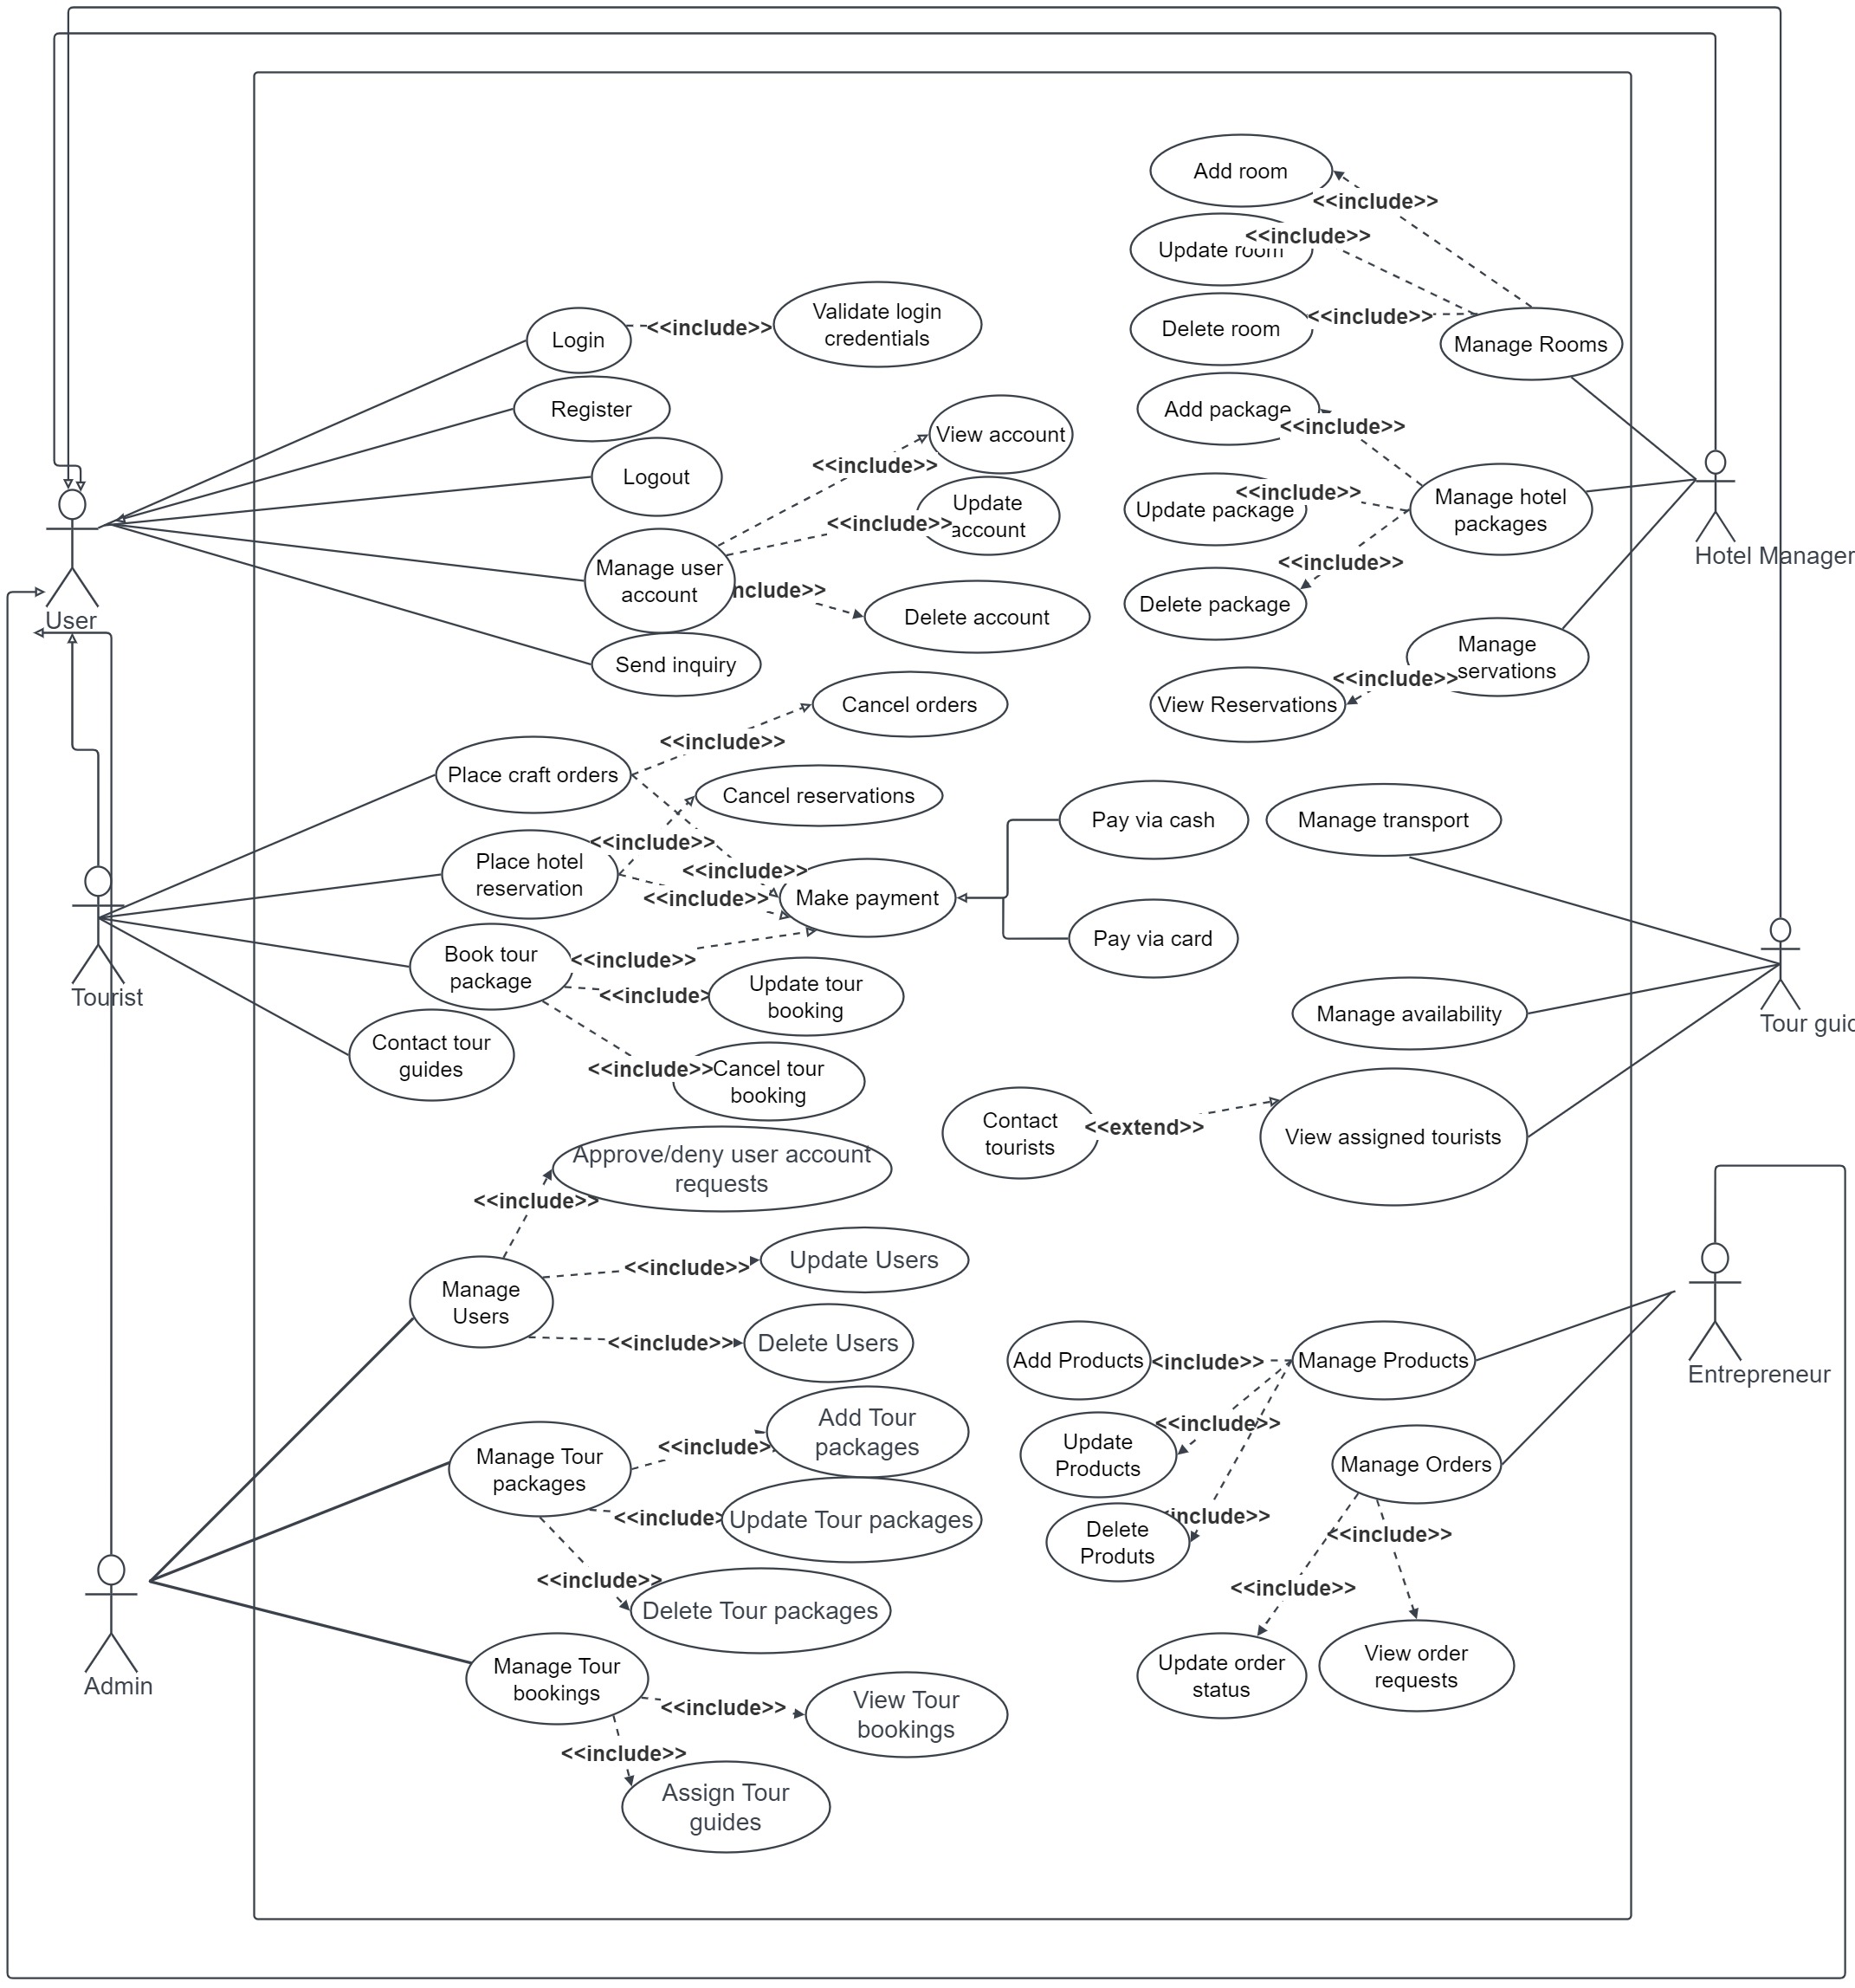 Add room
<<include>>
<<include>>
Update room
Login
<<include>>
Validate login
credentials
Delete room
<<include>>
Manage Rooms
Register
Add package
<<include>>
View account
<<include>>
Logout
<<include>>
Update package
Manage hotel
packages
Update
account
<<include>>
Hotel Manager
<<include>>
Manage user
account
nclude>>
Delete account
Delete package
User
Send inquiry
Manage
servations
<<include>>
View Reservations
Cancel orders
<<include>>
Place craft orders
Cancel reservations
<<include>>
Pay via cash
Manage transport
Place hotel
reservation
<<include>>
<<include>>
Make payment
Pay via card
Book tour
package
<<include>>
<<include>
Update tour
booking
Tourist
Manage availability
Tour guid
Contact tour
guides
<<include>>
Cancel tour
booking
Contact
tourists
<<extend>>
View assigned tourists
Approve/deny user account
requests
<<include>>
Manage
Users
<<include>>
Update Users
<<include>>
Delete Users
Add Products
<include>>
Manage Products
Entrepreneur
<<include>>
Update
Products
Manage Orders
Manage Tour
packages
<<include>
Add Tour
packages
<<include>
Update Tour packages
include>>
Delete
Produts
<<include>>
<<include>>
<<include>>
Delete Tour packages
Update order
status
View order
requests
Admin
Manage Tour
bookings
<<include>>
View Tour
bookings
<<include>>
Assign Tour
guides